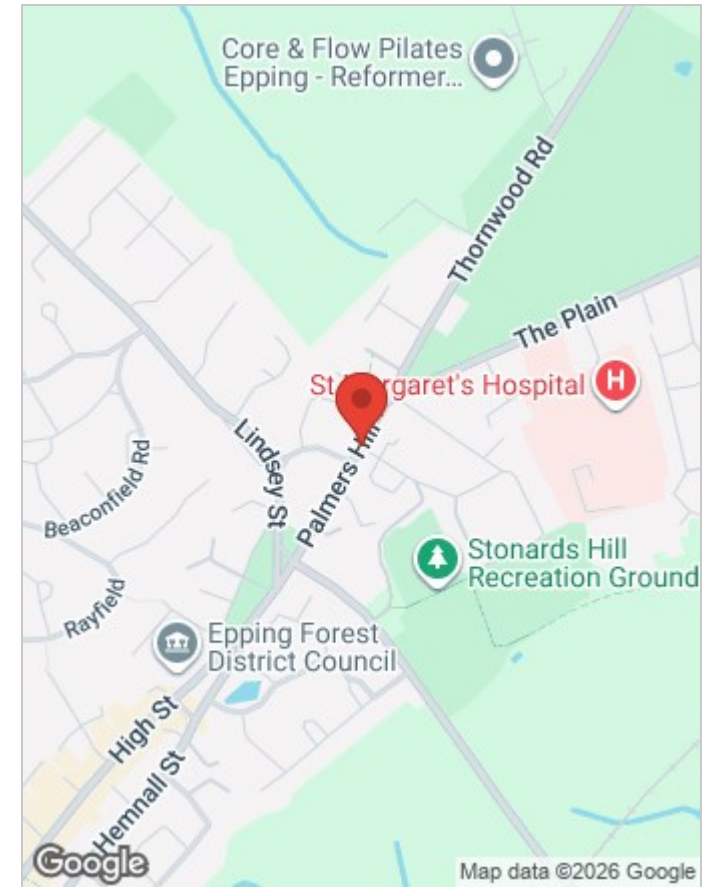 Core & Flow Pilates
Epping - Reformer...
Thornwood Rd
The Plain
St Margaret's Hospital
H
Palmers Hill
Lindsey St
Beaconfield Rd
Stonards Hill
Recreation Ground
Rayfield
Epping Forest
District Council
High St
Hemnall St
Google
Map data ©2026 Google